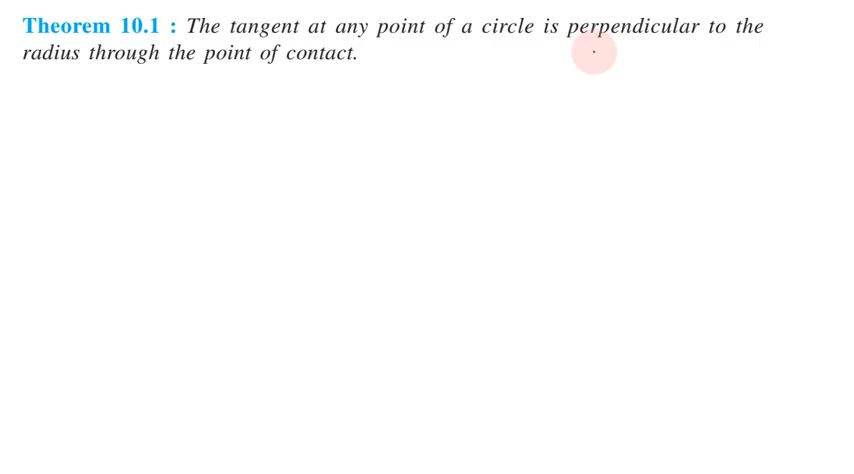 Theorem 10.1 : The tangent at any point of a circle is perpendicular to the
radius through the point of contact.